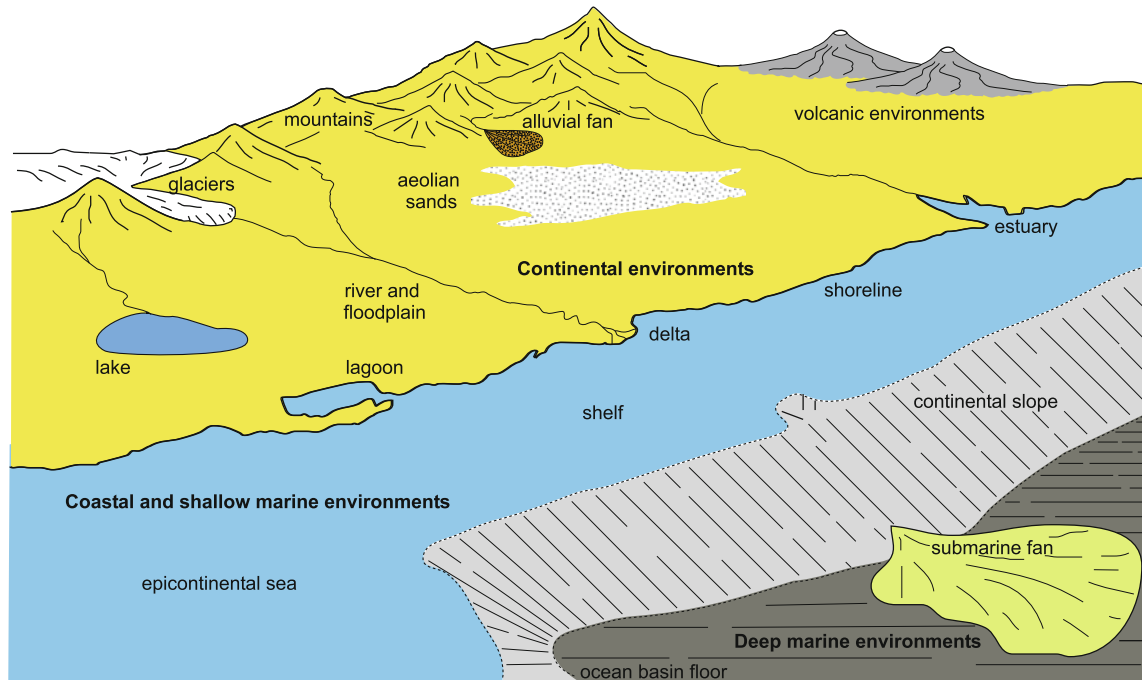 mountains
alluvial fan
volcanic environments
glaciers
aeolian
sands
estuary
Continental environments
river and
floodplain
shoreline
delta
lake
lagoon
shelf
continental slope
Coastal and shallow marine environments
submarine fan
epicontinental sea
Deep marine environments
ocean basin floor